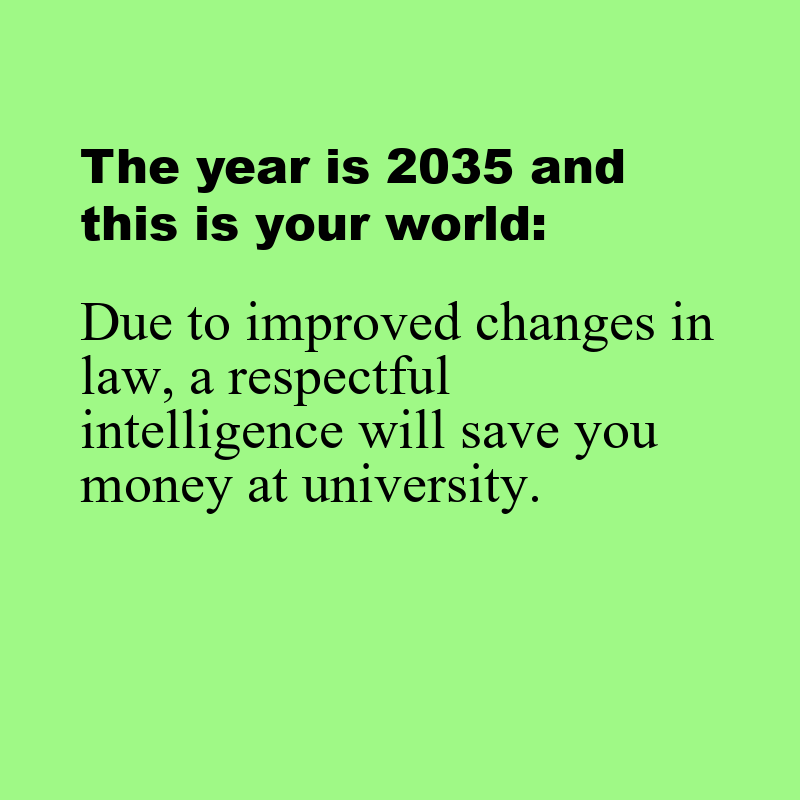 The year is 2035 and
this is your world:
Due to improved changes in
law, a respectful
intelligence will save you
money at university.